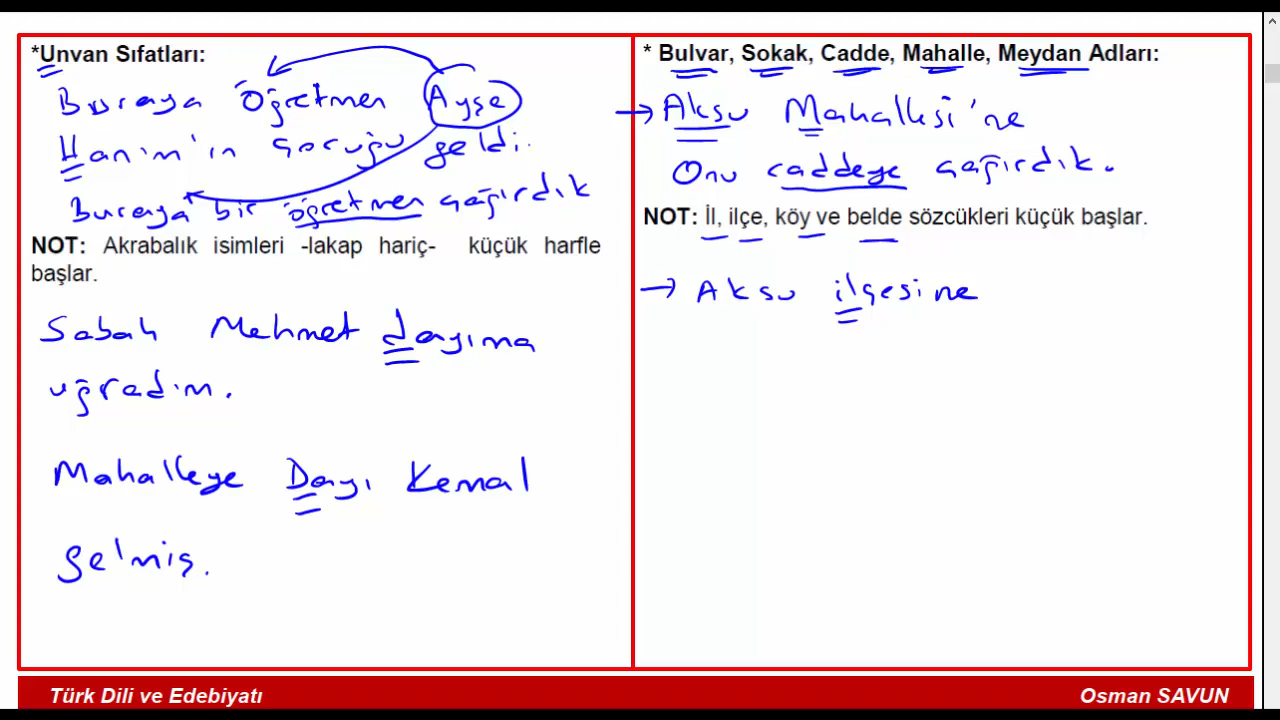 *Unvan Sıfatları:
Buraya Öğretmen Ayşe
Hanım'ın çocuğu geldi.
Buraya bir öğretmen çağırdık
NOT: Akrabalık isimleri -lakap hariç- küçük harfle
başlar.
Sabah Mehmet dayıma
uğradım.
Mahalleye Dayı Kemal
gelmiş.
* Bulvar, Sokak, Cadde, Mahalle, Meydan Adları:
→ Aksu Mahallesi'ne
Onu caddeye çağırdık.
NOT: İl, ilçe, köy ve belde sözcükleri küçük başlar.
→ Aksu ilçesine
Türk Dili ve Edebiyatı
Osman SAVUN